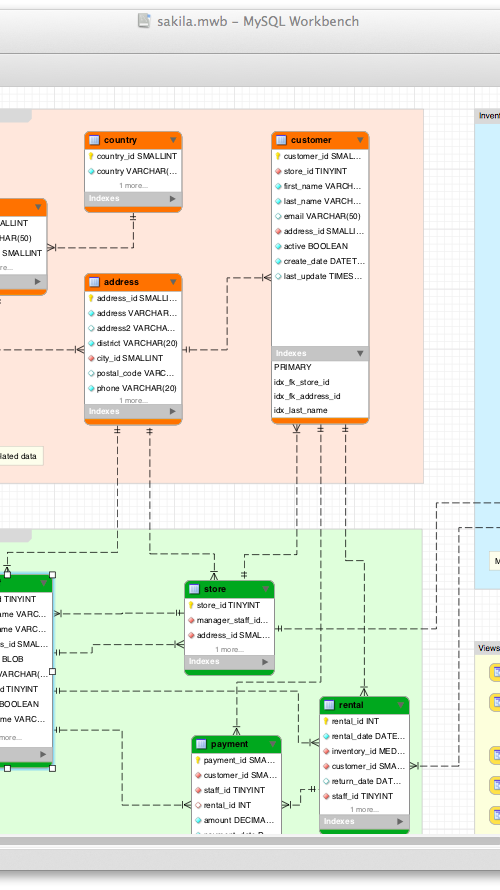 sakila.mwb – MySQL Workbench
Inven
country
country_id SMALLINT
country VARCHAR(...
1 more...
Indexes
customer
customer_id SMAL...
store_id TINYINT
first_name VARCH...
last_name VARCH...
email VARCHAR(50)
address_id SMALLI...
active BOOLEAN
create_date DATET...
last_update TIMES...
Indexes
PRIMARY
idx_fk_store_id
idx_fk_address_id
idx_last_name
ALLINT
HAR(50)
SMALLINT
re...
address
address_id SMALLI...
address VARCHAR...
address2 VARCHA...
district VARCHAR(20)
city_id SMALLINT
postal_code VARC...
phone VARCHAR(20)
1 more...
Indexes
lated data
TINYINT
ame VARC...
ame VARC...
s_id SMAL...
BLOB
VARCHAR(...
d TINYINT
BOOLEAN
ame VARC...
more...
store
store_id TINYINT
manager_staff_id...
address_id SMAL...
1 more...
Indexes
M
Views
payment
payment_id SMA...
customer_id SMA...
staff_id TINYINT
rental_id INT
amount DECIMA...
rental
rental_id INT
rental_date DATE...
inventory_id MED...
customer_id SMA...
return_date DAT...
staff_id TINYINT
1 more...
Indexes